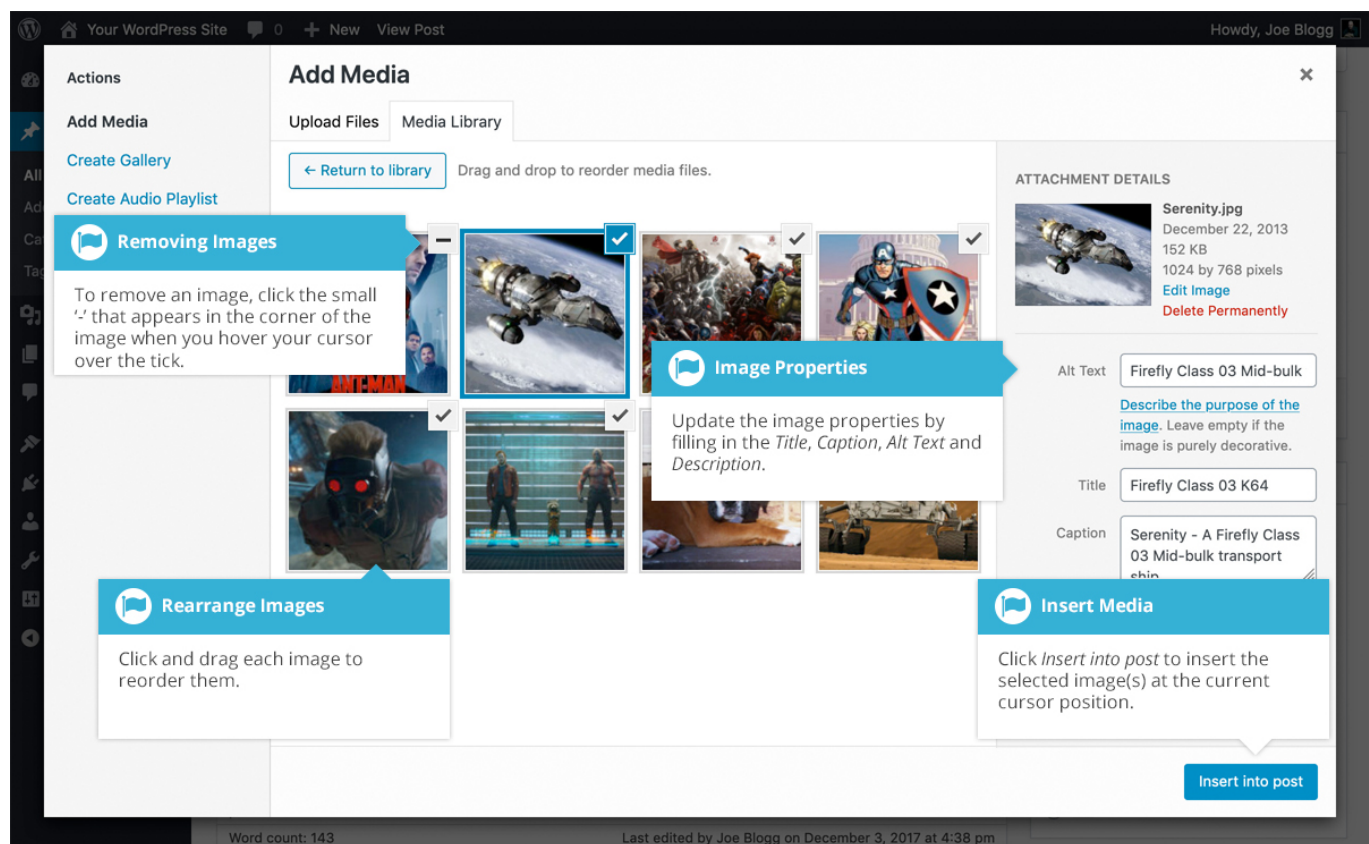 Your WordPress Site 0 + New View Post
Howdy, Joe Blogg
Actions
Add Media
Create Gallery
Create Audio Playlist
All
Add Media
Upload Files Media Library
← Return to library Drag and drop to reorder media files.
Removing Images
To remove an image, click the small
‘-’ that appears in the corner of the
image when you hover your cursor
over the tick.
ANT-MAN
Image Properties
Update the image properties by
filling in the Title, Caption, Alt Text and
Description.
Rearrange Images
Click and drag each image to
reorder them.
ATTACHMENT DETAILS
Serenity.jpg
December 22, 2013
152 KB
1024 by 768 pixels
Edit Image
Delete Permanently
Alt Text Firefly Class 03 Mid-bulk
Describe the purpose of the
image. Leave empty if the
image is purely decorative.
Title Firefly Class 03 K64
Caption Serenity - A Firefly Class
03 Mid-bulk transport
ship
Insert Media
Click Insert into post to insert the
selected image(s) at the current
cursor position.
Insert into post
Word count: 143 Last edited by Joe Blogg on December 3, 2017 at 4:38 pm